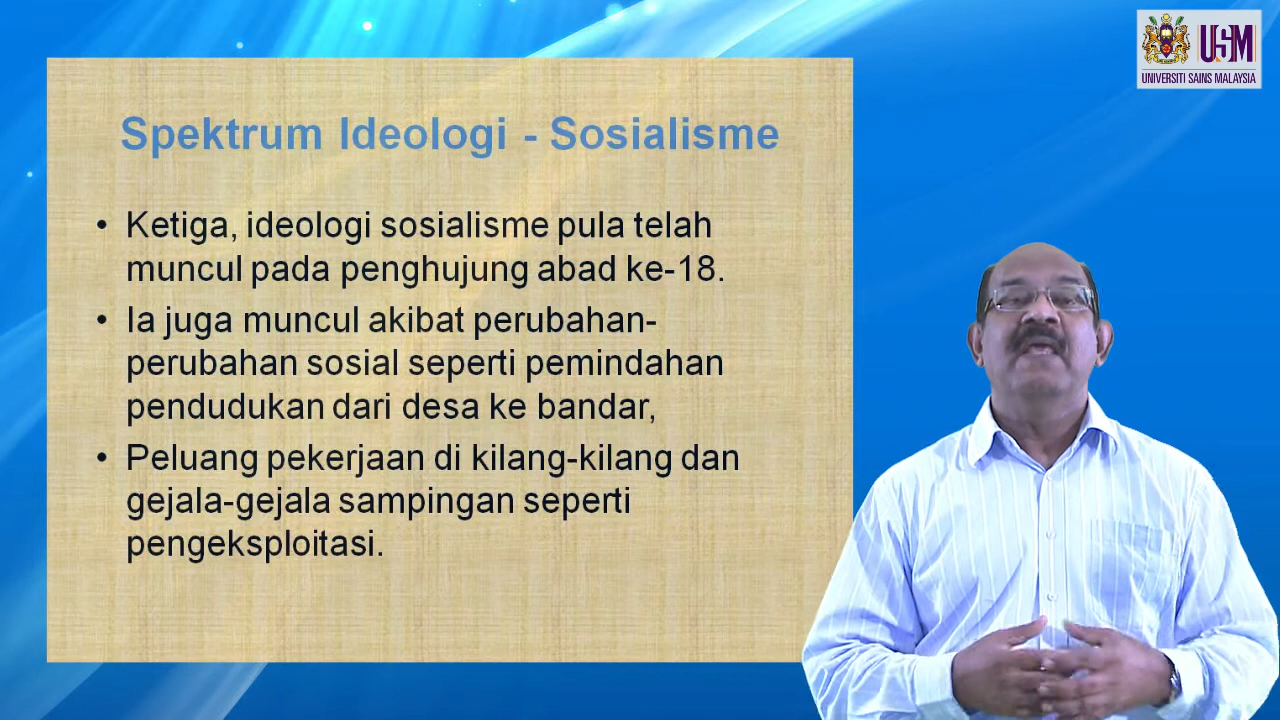 USM
UNIVERSITI SAINS MALAYSIA
Spektrum Ideologi - Sosialisme
• Ketiga, ideologi sosialisme pula telah
muncul pada penghujung abad ke-18.
• Ia juga muncul akibat perubahan-
perubahan sosial seperti pemindahan
pendudukan dari desa ke bandar,
• Peluang pekerjaan di kilang-kilang dan
gejala-gejala sampingan seperti
pengeksploitasi.